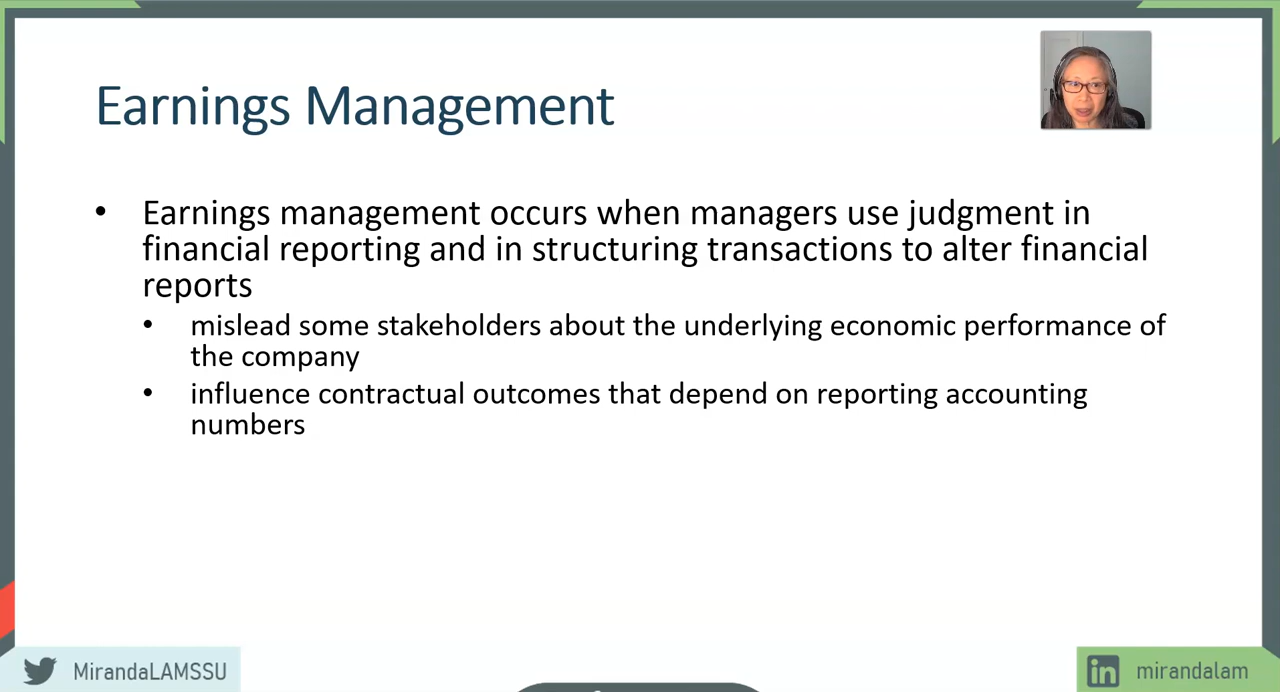 Earnings Management
• Earnings management occurs when managers use judgment in
financial reporting and in structuring transactions to alter financial
reports
• mislead some stakeholders about the underlying economic performance of
the company
• influence contractual outcomes that depend on reporting accounting
numbers
MirandaLAMSSU
in mirandalam